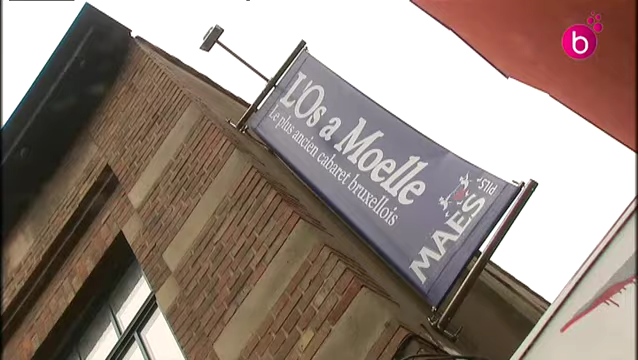 L'Os a Moelle
Le plus ancien cabaret bruxellois
MAES
pils.
b